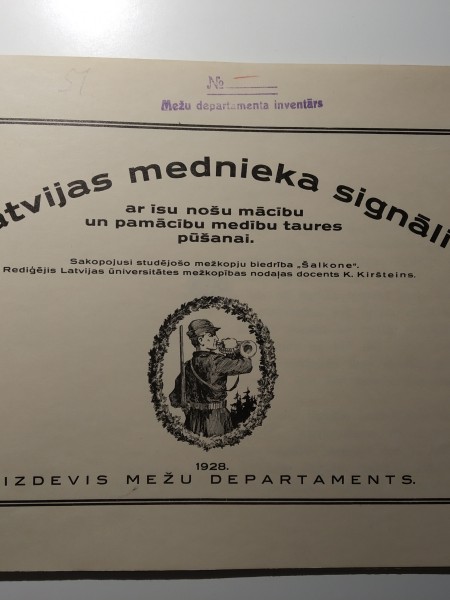 51
№ —
Mežu departamenta inventārs
atvijas mednieka signāli
ar īsu nošu mācību
un pamācību medību taures
pūšanai.
Sakopojusi studējošo mežkopju biedrība „Šalkone".
Rediģējis Latvijas ūniversitātes mežkopības nodaļas docents K. Kiršteins.
1928.
IZDEVIS MEŽU DEPARTAMENTS.